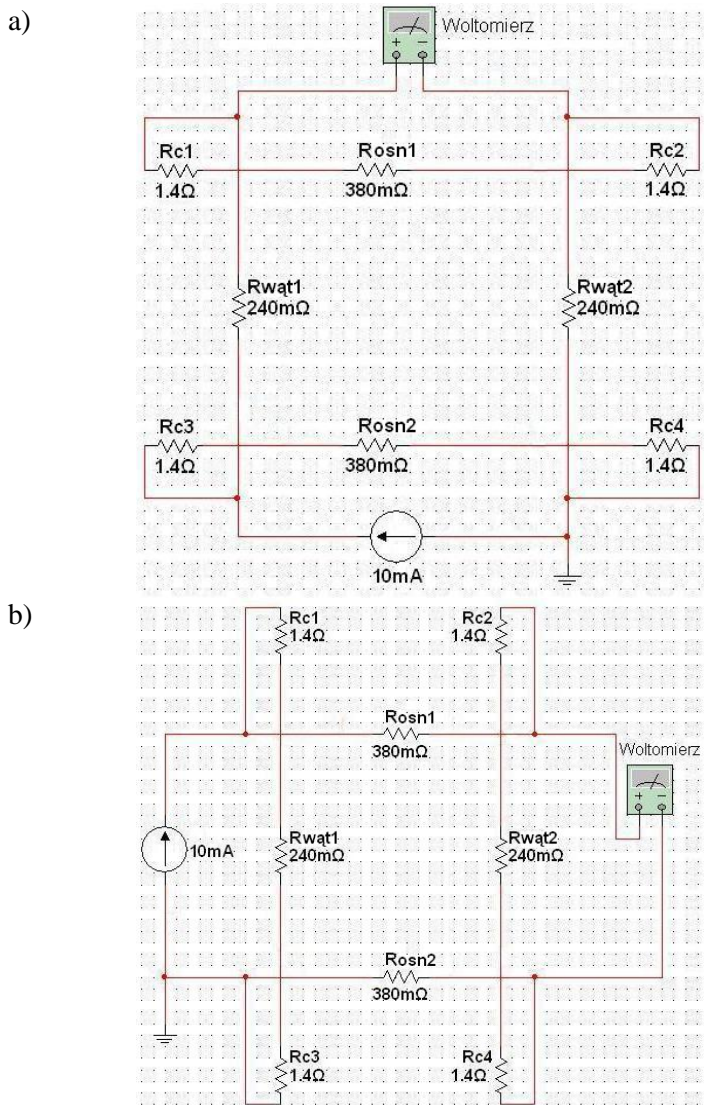 a)
Woltomierz
+ −
Rc1
1.4Ω
Rosn1
380mΩ
Rc2
1.4Ω
Rwąt1
240mΩ
Rwąt2
240mΩ
Rc3
1.4Ω
Rosn2
380mΩ
Rc4
1.4Ω
10mA
b)
Rc1
1.4Ω
Rc2
1.4Ω
Rosn1
380mΩ
Woltomierz
+ −
10mA
Rwąt1
240mΩ
Rwąt2
240mΩ
Rosn2
380mΩ
Rc3
1.4Ω
Rc4
1.4Ω